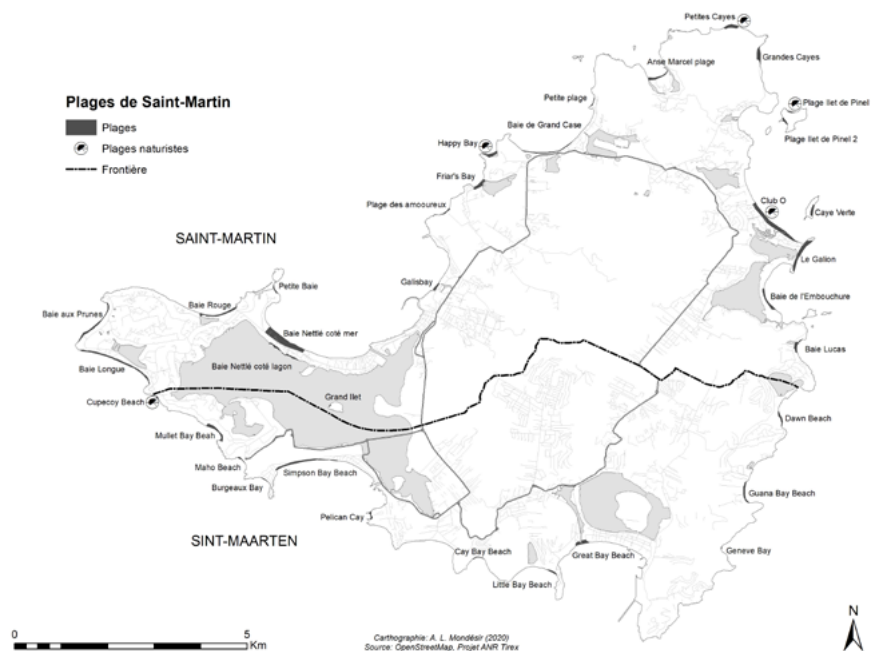 Petites Cayes
Grandes Cayes
Anse Marcel plage
Plages de Saint-Martin
Plages
Plages naturistes
Frontière
Petite plage
Plage Ilet de Pinel
Baie de Grand Case
Plage Ilet de Pinel 2
Happy Bay
Friar's Bay
Club O
Plage des amoureux
Caye Verte
SAINT-MARTIN
Le Galion
Galisbay
Petite Baie
Baie de l'Embouchure
Baie Rouge
Baie aux Prunes
Baie Nettlé coté mer
Baie Lucas
Baie Nettlé coté lagon
Baie Longue
Grand Ilet
Cupecoy Beach
Dawn Beach
Mullet Bay Beah
Maho Beach
Simpson Bay Beach
Burgeaux Bay
Guana Bay Beach
Pelican Cay
SINT-MAARTEN
Cay Bay Beach
Great Bay Beach
Geneve Bay
Little Bay Beach
N
0 5
Km
Cartographie: A. L. Mondésir (2020)
Source: OpenStreetMap, Projet ANR Tirex